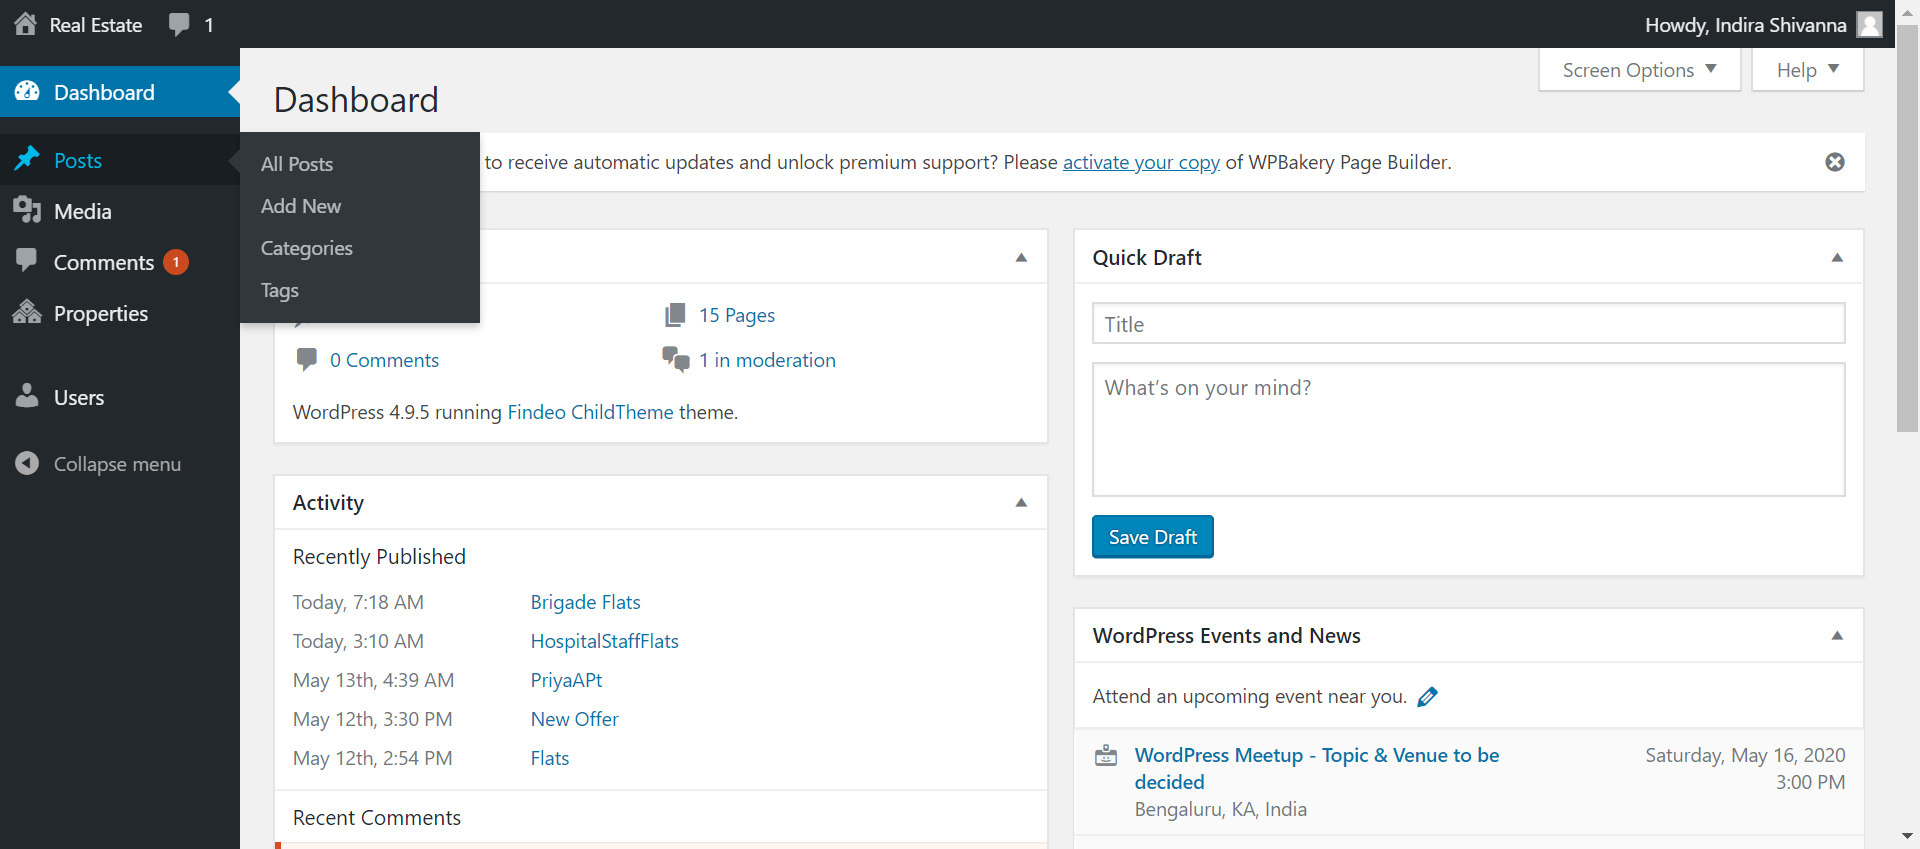 Real Estate 1 Howdy, Indira Shivanna
Screen Options Help
Dashboard
Posts
Media
Comments 1
Properties
Users
Collapse menu
All Posts
Add New
Categories
Tags
Dashboard
to receive automatic updates and unlock premium support? Please activate your copy of WPBakery Page Builder.
15 Pages
0 Comments 1 in moderation
WordPress 4.9.5 running Findeo ChildTheme theme.
Activity
Recently Published
Today, 7:18 AM Brigade Flats
Today, 3:10 AM HospitalStaffFlats
May 13th, 4:39 AM PriyaAPt
May 12th, 3:30 PM New Offer
May 12th, 2:54 PM Flats
Recent Comments
Quick Draft
Title
What's on your mind?
Save Draft
WordPress Events and News
Attend an upcoming event near you.
WordPress Meetup - Topic & Venue to be Saturday, May 16, 2020
decided 3:00 PM
Bengaluru, KA, India